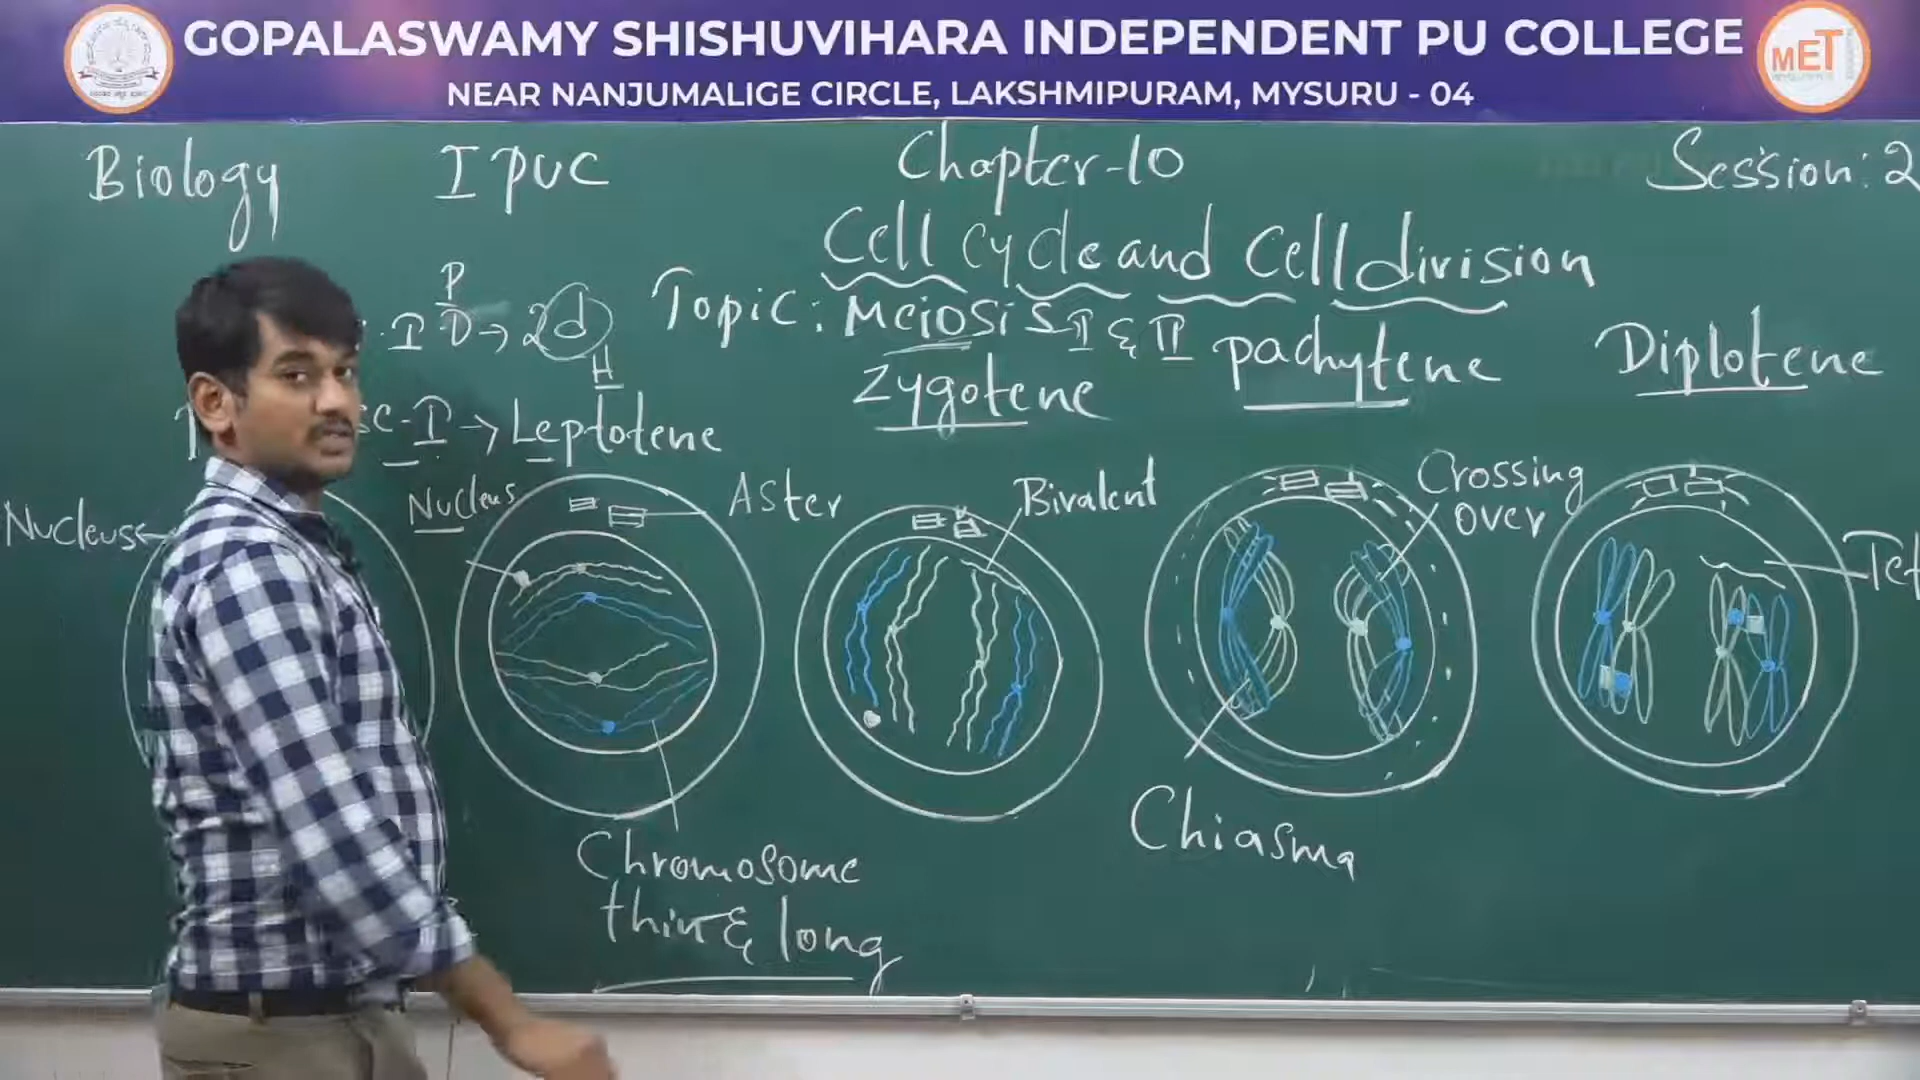 GOPALASWAMY SHISHUVIHARA INDEPENDENT PU COLLEGE
NEAR NANJUMALIGE CIRCLE, LAKSHMIPURAM, MYSURU - 04
MET
Biology I PUC Chapter-10 Session: 2
Cell cycle and Cell division
P
I D → 2d
H
Topic: Meiosis I & II
Zygotene pachytene Diplotene
I → Leptotene
Nucleus
Nucleus
Aster
Bivalent
Crossing
over
Tet
Chiasma
Chromosome
thin & long